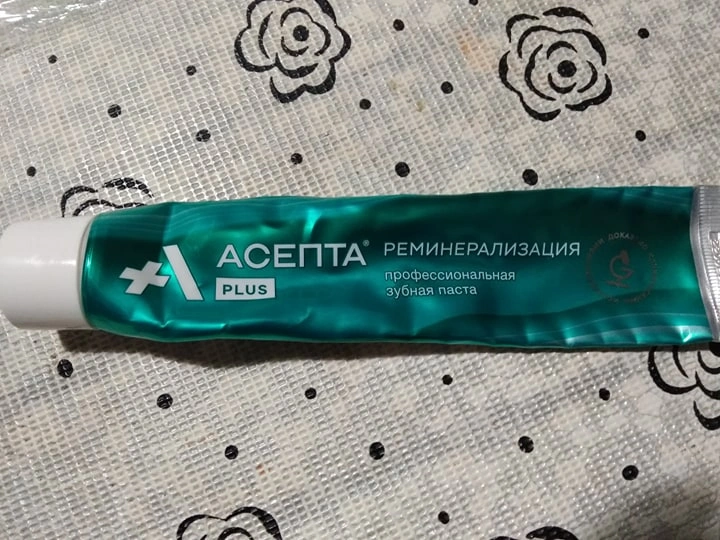 АСЕПТА®
PLUS
РЕМИНЕРАЛИЗАЦИЯ
профессиональная
зубная паста